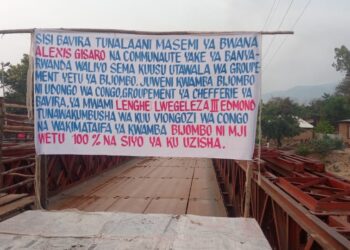 SISI BAVIRA TUNALAANI MASEMI YA BWANA
ALEXIS GISARO NA COMMUNAUTE YAKE YA BANYA-
RWANDA WALIYO SEMA KUUSU UTAWALA WA GROUPE-
MENT YETU YA BIJOMBO. JUWENI KWAMBA BIJOMBO
NI UDONGO WA CONGO, GROUPEMENT YA CHEFFERIE YA
BAVIRA, YA MWAMI LENGHE LWEGELEZA III EDMOND
TUNAWAKUMBUSHA WA KUU VIONGOZI WA CONGO
NA WAKIMATAIFA YA KWAMBA BIJOMBO NI MJI
WETU 100 % NA SIYO YA KU UZISHA.